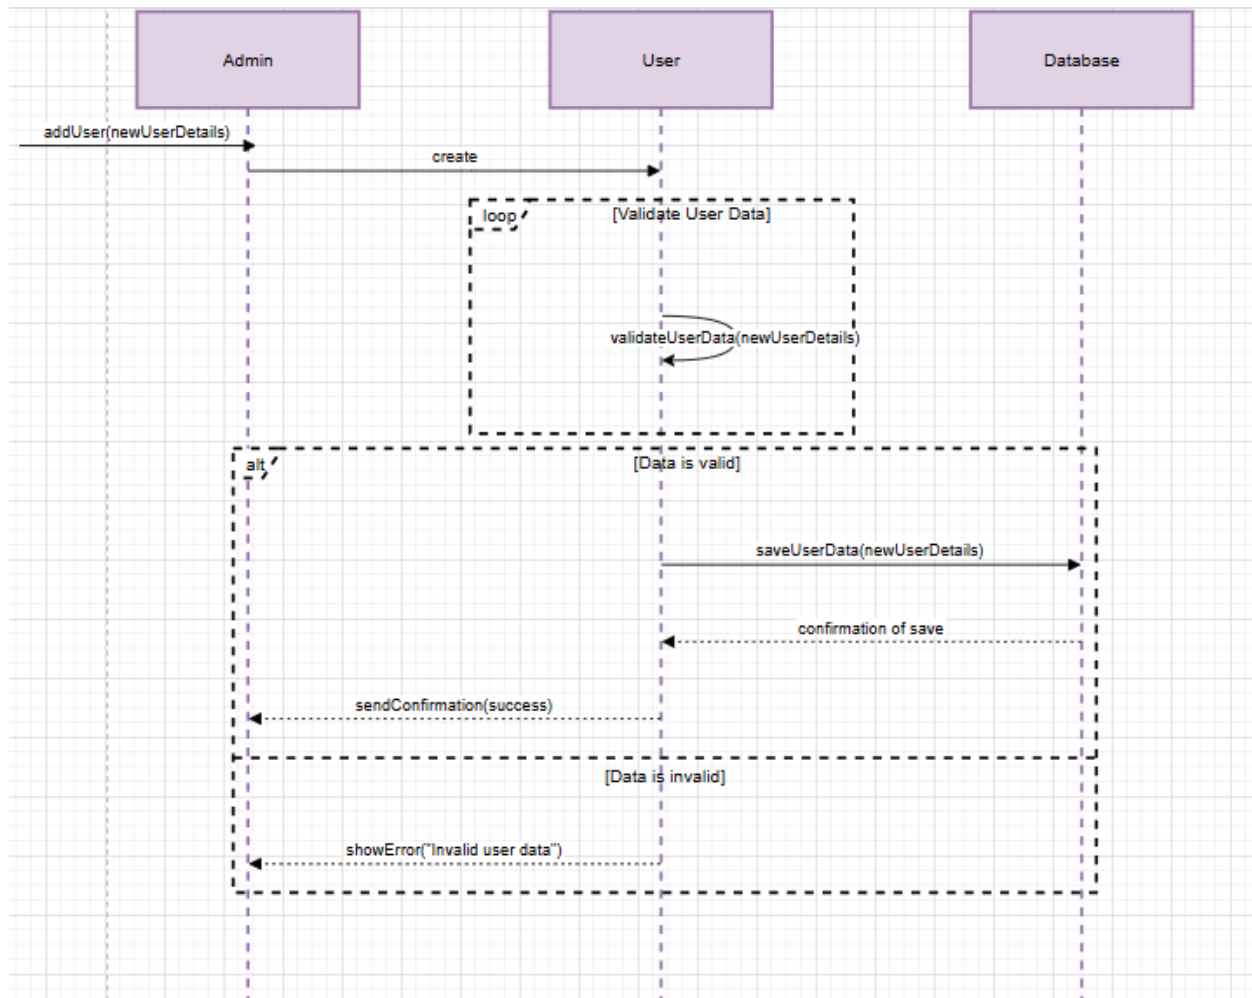 Admin
User
Database
addUser(newUserDetails)
create
loop
[Validate User Data]
validateUserData(newUserDetails)
alt
[Data is valid]
saveUserData(newUserDetails)
confirmation of save
sendConfirmation(success)
[Data is invalid]
showError("Invalid user data")